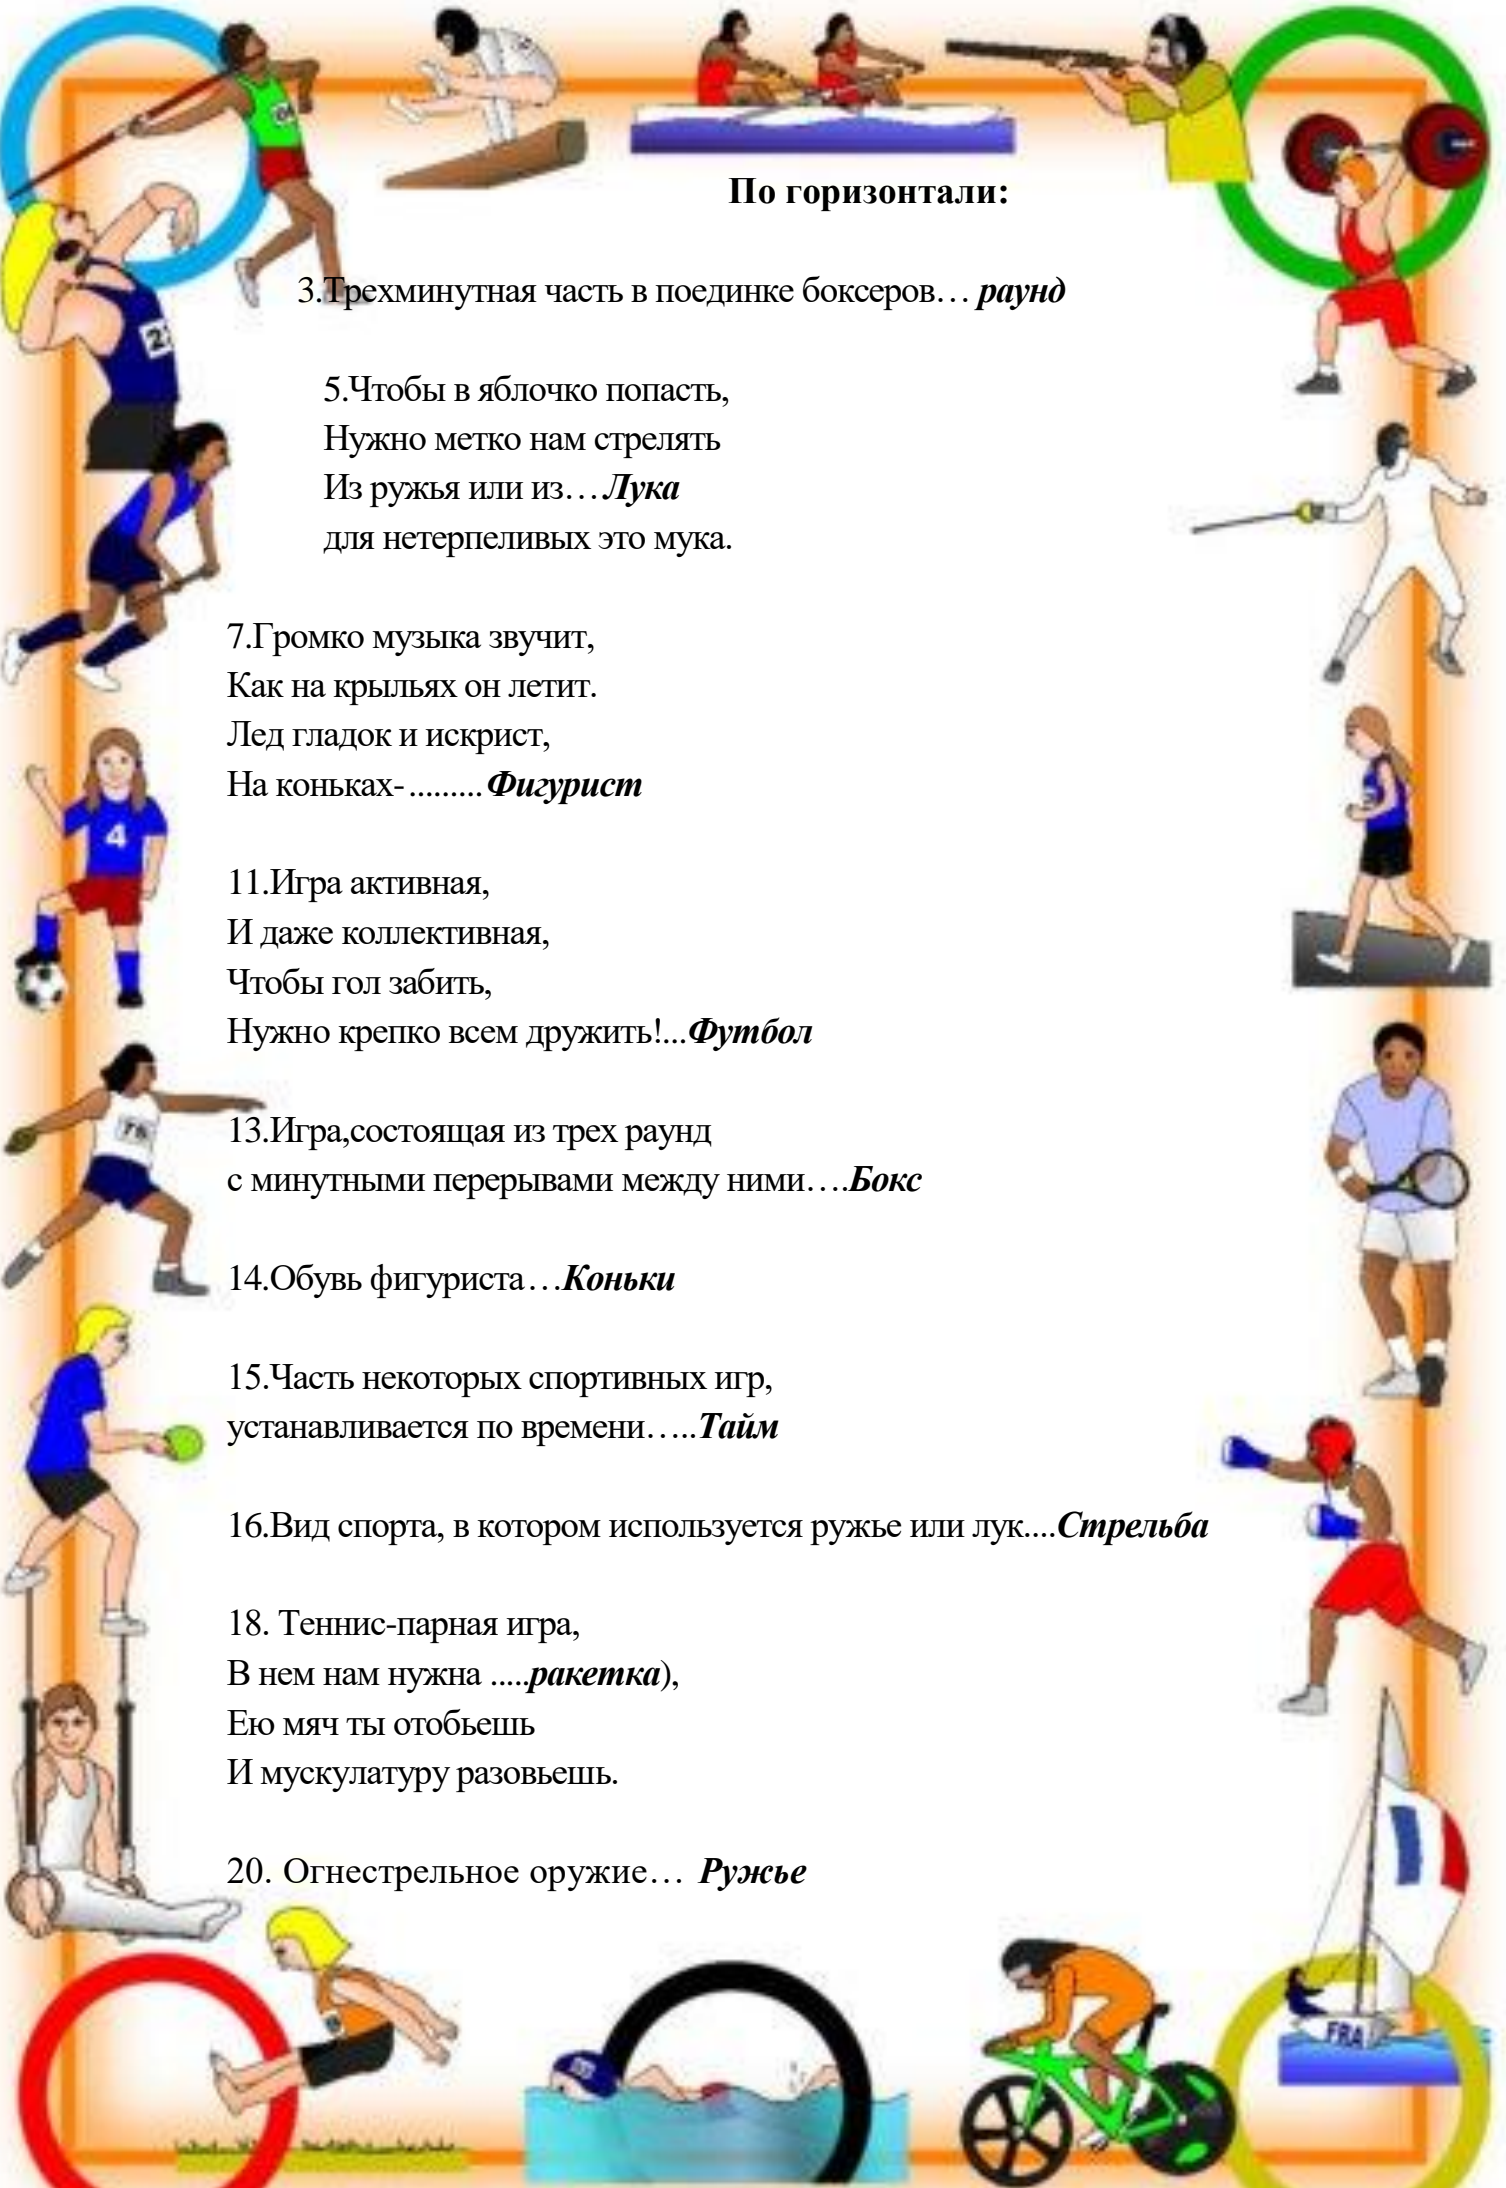 По горизонтали:
3.Трехминутная часть в поединке боксеров… раунд
5.Чтобы в яблочко попасть,
Нужно метко нам стрелять
Из ружья или из…Лука
для нетерпеливых это мука.
7.Громко музыка звучит,
Как на крыльях он летит.
Лед гладок и искрист,
На коньках-.........Фигурист
11.Игра активная,
И даже коллективная,
Чтобы гол забить,
Нужно крепко всем дружить!...Футбол
13.Игра,состоящая из трех раунд
с минутными перерывами между ними….Бокс
14.Обувь фигуриста…Коньки
15.Часть некоторых спортивных игр,
устанавливается по времени…..Тайм
16.Вид спорта, в котором используется ружье или лук....Стрельба
18. Теннис-парная игра,
В нем нам нужна .....ракетка),
Ею мяч ты отобьешь
И мускулатуру разовьешь.
20. Огнестрельное оружие… Ружье
4
FRA